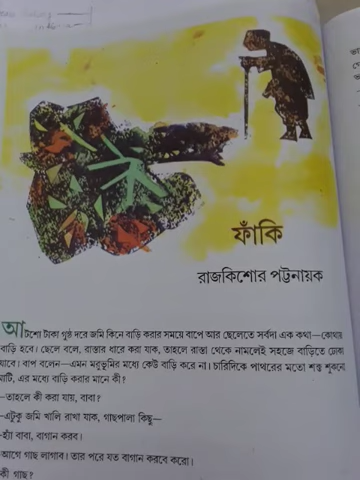 ফাঁকি
রাজকিশোর পট্টনায়ক
আটশো টাকা গুণ্ঠ দরে জমি কিনে বাড়ি করার সময়ে বাপে আর ছেলেতে সর্বদা এক কথা—কোথায়
বাড়ি হবে। ছেলে বলে, রাস্তার ধারে করা যাক, তাহলে রাস্তা থেকে নামলেই সহজে বাড়িতে ঢোকা
যাবে। বাপ বলেন—এমন মরুভূমির মধ্যে কেউ বাড়ি করে না। চারিদিকে পাথরের মতো শক্ত শুকনো
মাটি, এর মধ্যে বাড়ি করার মানে কী?
—তাহলে কী করা যায়, বাবা?
—এটুকু জমি খালি রাখা যাক, গাছপালা কিছু—
—হ্যাঁ বাবা, বাগান করব।
আগে গাছ লাগাব। তার পরে যত বাগান করবে করো।
কী গাছ?